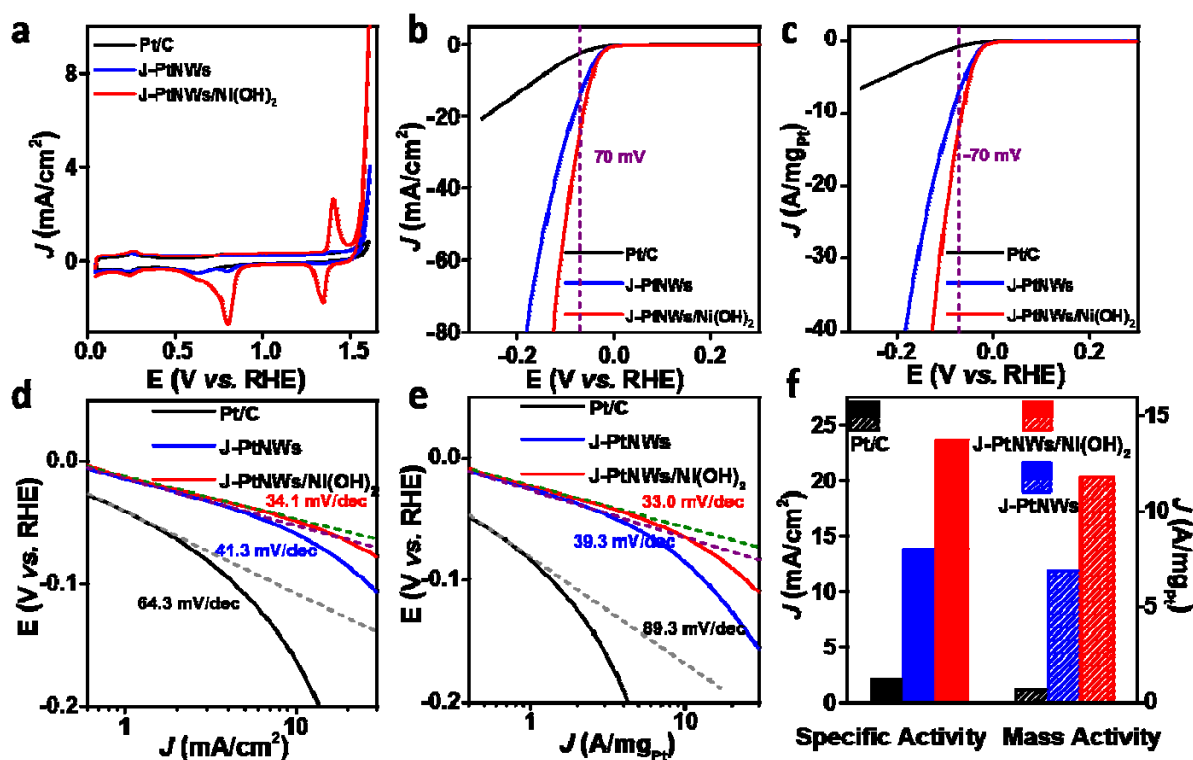 a
Pt/C
J-PtNWs
J-PtNWs/Ni(OH)2
8
4
0
J (mA/cm2)
0.0 0.5 1.0 1.5
E (V vs. RHE)
b
0
-20
-40
-60
-80
J (mA/cm2)
70 mV
Pt/C
J-PtNWs
J-PtNWs/Ni(OH)2
-0.2 0.0 0.2
E (V vs. RHE)
c
0
-10
-20
-30
-40
J (A/mgPt)
-70 mV
Pt/C
J-PtNWs
J-PtNWs/Ni(OH)2
-0.2 0.0 0.2
E (V vs. RHE)
d
Pt/C
J-PtNWs
J-PtNWs/Ni(OH)2
0.0
-0.1
-0.2
E (V vs. RHE)
34.1 mV/dec
41.3 mV/dec
64.3 mV/dec
1 10
J (mA/cm2)
e
Pt/C
J-PtNWs
J-PtNWs/Ni(OH)2
0.0
-0.1
-0.2
E (V vs. RHE)
33.0 mV/dec
39.3 mV/dec
89.3 mV/dec
1 10
J (A/mgPt)
f
Pt/C
J-PtNWs/Ni(OH)2
J-PtNWs
25
20
15
10
5
0
J (mA/cm2)
15
10
5
0
J (A/mgpt)
Specific Activity Mass Activity